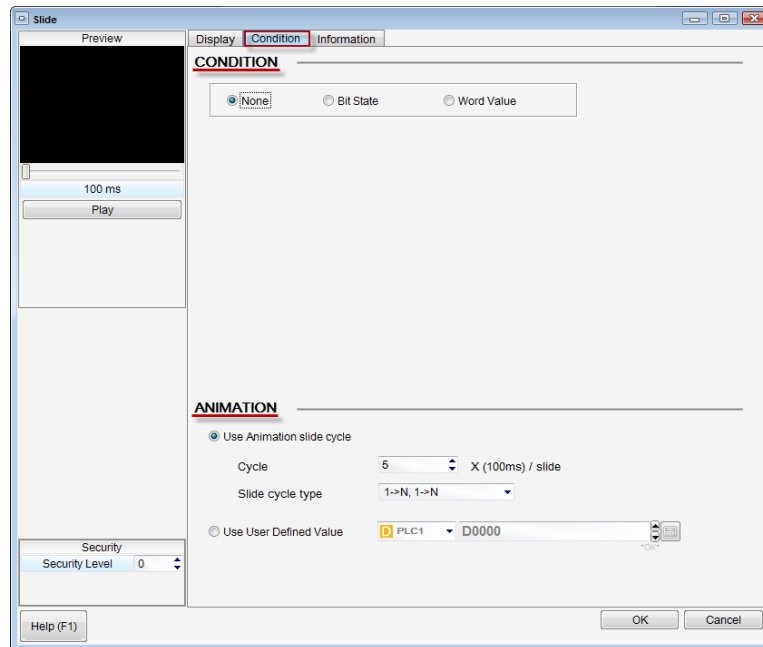 Slide
Preview
100 ms
Play
Security
Security Level 0
Help (F1)
Display Condition Information
CONDITION
None Bit State Word Value
ANIMATION
Use Animation slide cycle
Cycle 5 X (100ms) / slide
Slide cycle type 1->N, 1->N
Use User Defined Value D PLC1 D0000
"OK"
OK Cancel